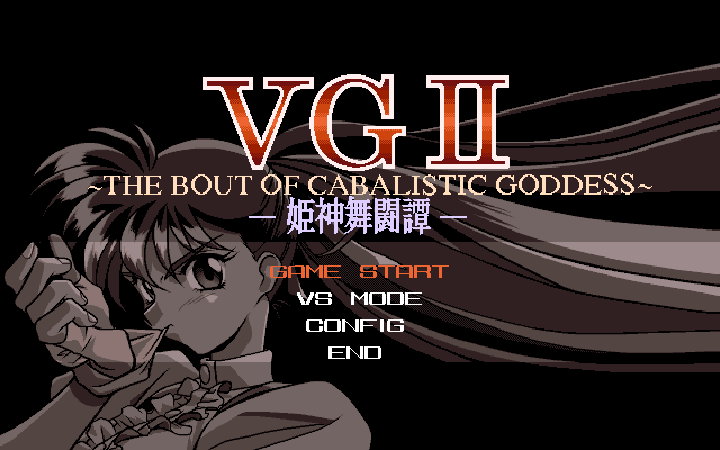 VG II
~THE BOUT OF CABALISTIC GODDESS~
— 姫神舞闘譚 —
GAME START
VS MODE
CONFIG
END